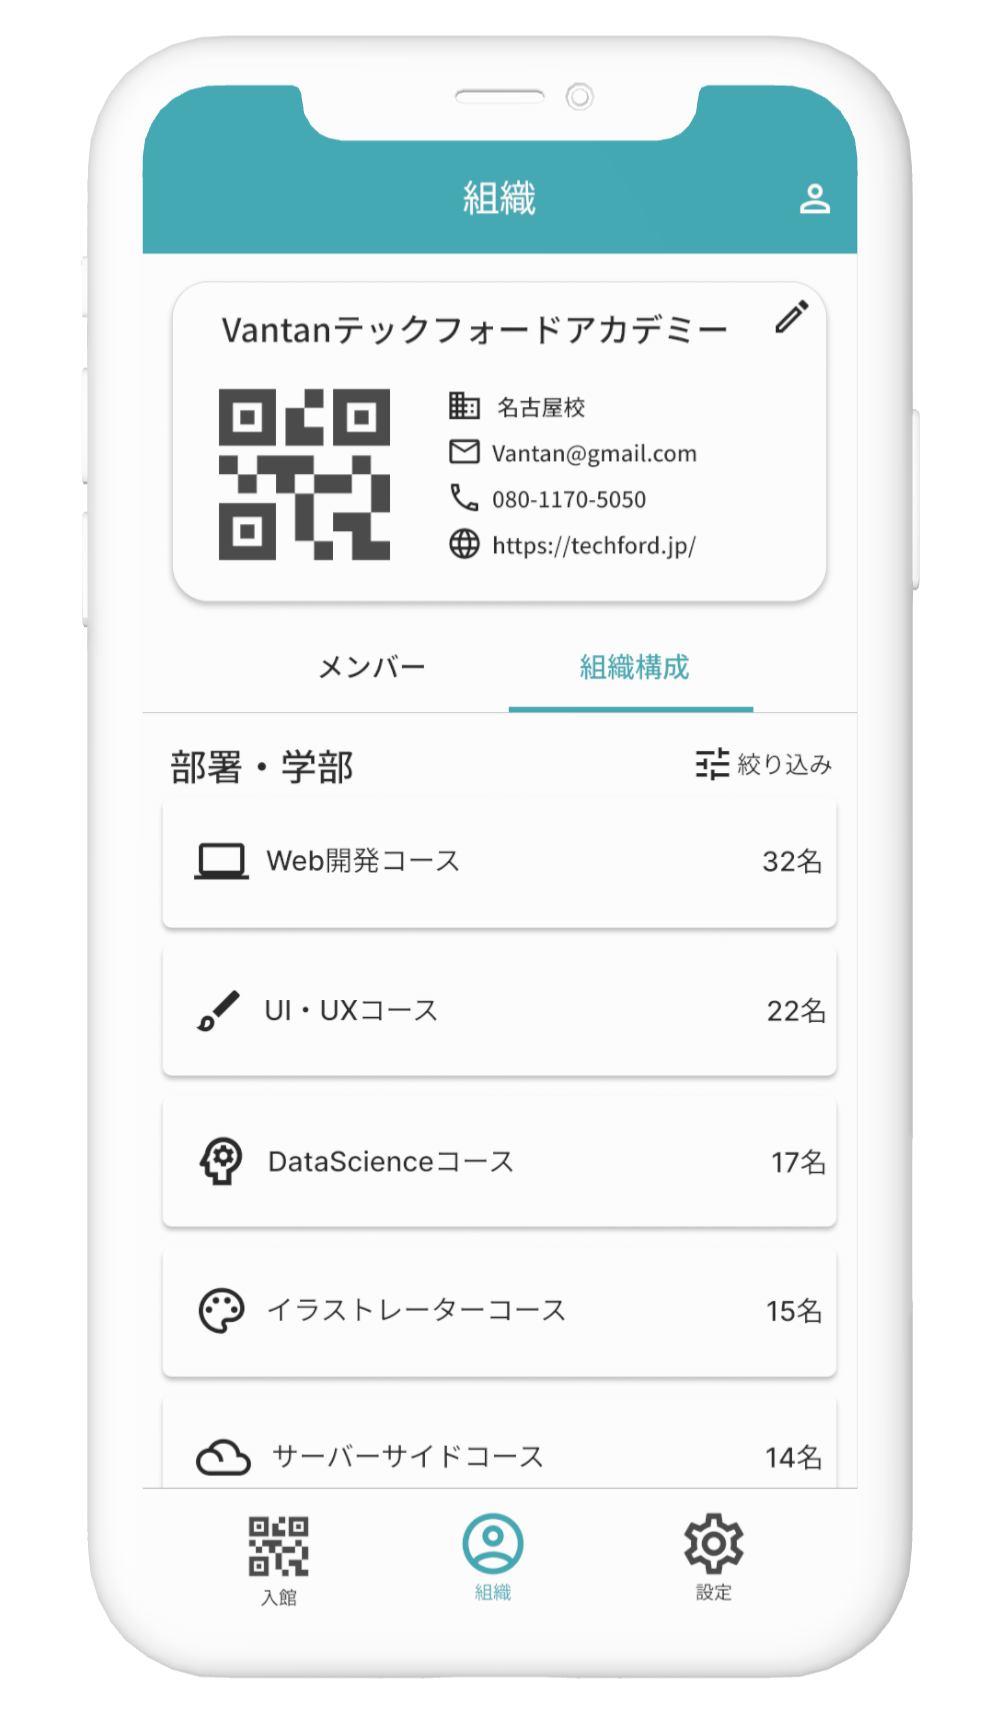 組織
Vantanテックフォードアカデミー
名古屋校
Vantan@gmail.com
080-1170-5050
https://techford.jp/
メンバー 組織構成
部署・学部 絞り込み
Web開発コース 32名
UI・UXコース 22名
DataScienceコース 17名
イラストレーターコース 15名
サーバーサイドコース 14名
入館 組織 設定